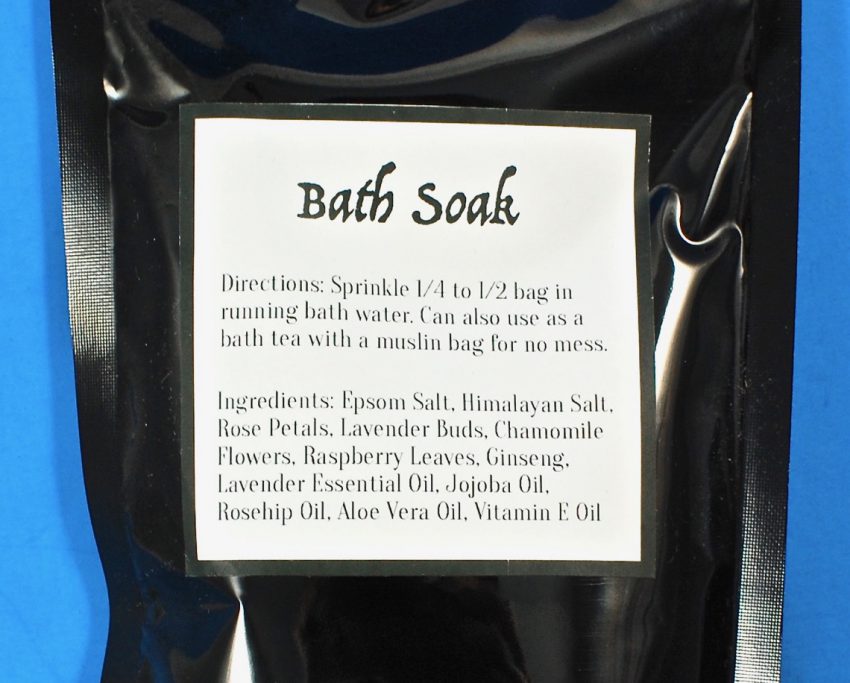 Bath Soak
Directions: Sprinkle 1/4 to 1/2 bag in
running bath water. Can also use as a
bath tea with a muslin bag for no mess.
Ingredients: Epsom Salt, Himalayan Salt,
Rose Petals, Lavender Buds, Chamomile
Flowers, Raspberry Leaves, Ginseng,
Lavender Essential Oil, Jojoba Oil,
Rosehip Oil, Aloe Vera Oil, Vitamin E Oil